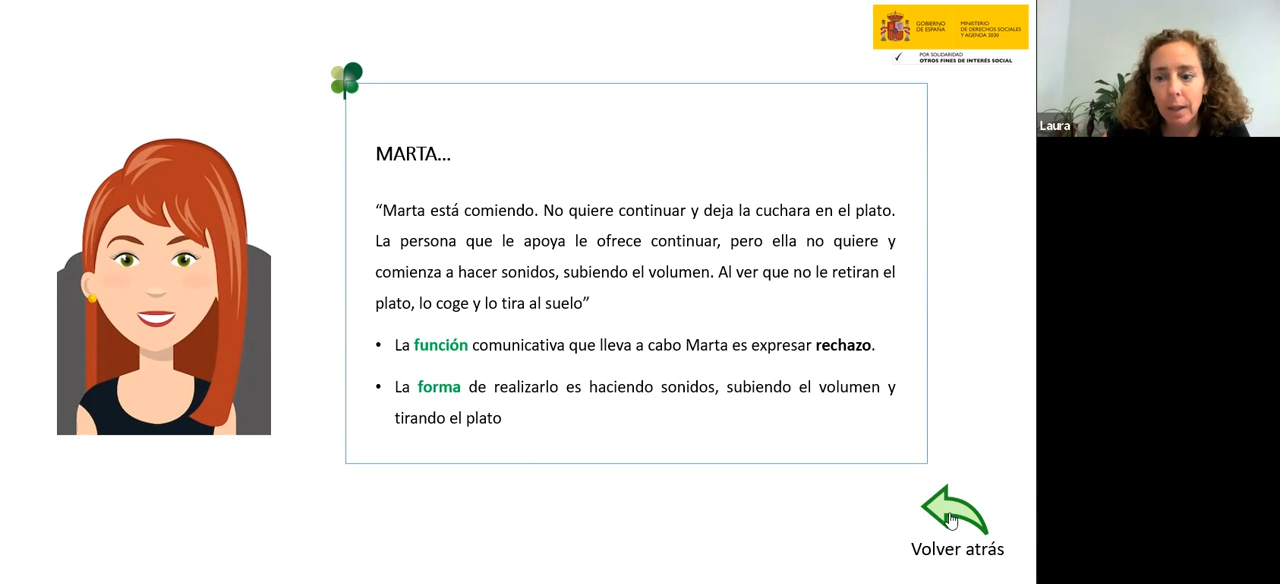 GOBIERNO
DE ESPAÑA
MINISTERIO
DE DERECHOS SOCIALES
Y AGENDA 2030
POR SOLIDARIDAD
OTROS FINES DE INTERÉS SOCIAL
Laura
MARTA...
“Marta está comiendo. No quiere continuar y deja la cuchara en el plato.
La persona que le apoya le ofrece continuar, pero ella no quiere y
comienza a hacer sonidos, subiendo el volumen. Al ver que no le retiran el
plato, lo coge y lo tira al suelo”
• La función comunicativa que lleva a cabo Marta es expresar rechazo.
• La forma de realizarlo es haciendo sonidos, subiendo el volumen y
tirando el plato
Volver atrás